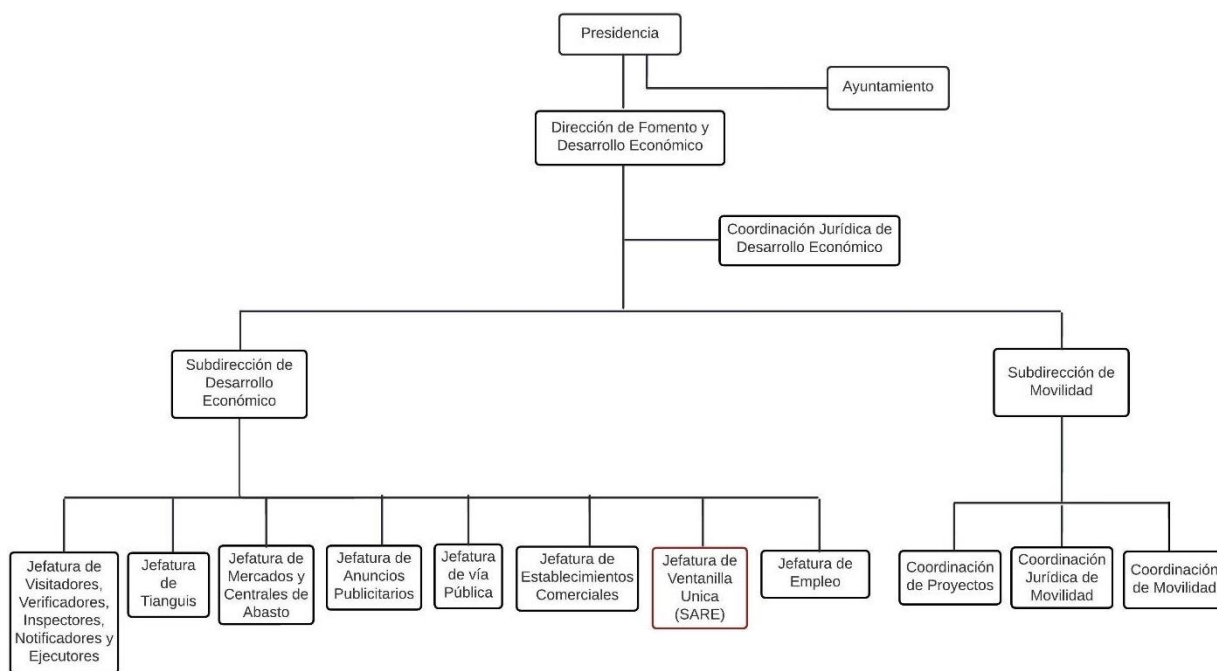 Presidencia
Ayuntamiento
Dirección de Fomento y
Desarrollo Económico
Coordinación Jurídica de
Desarrollo Económico
Subdirección de
Desarrollo
Económico
Subdirección de
Movilidad
Jefatura de
Visitadores,
Verificadores,
Inspectores,
Notificadores y
Ejecutores
Jefatura
de
Tianguis
Jefatura de
Mercados y
Centrales de
Abasto
Jefatura de
Anuncios
Publicitarios
Jefatura
de vía
Pública
Jefatura de
Establecimientos
Comerciales
Jefatura de
Ventanilla
Unica
(SARE)
Jefatura de
Empleo
Coordinación
de Proyectos
Coordinación
Jurídica de
Movilidad
Coordinación
de Movilidad